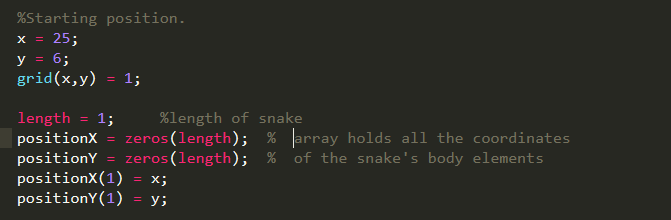 %Starting position.
x = 25;
y = 6;
grid(x,y) = 1;
length = 1;     %length of snake
positionX = zeros(length);  %  array holds all the coordinates
positionY = zeros(length);  %  of the snake's body elements
positionX(1) = x;
positionY(1) = y;